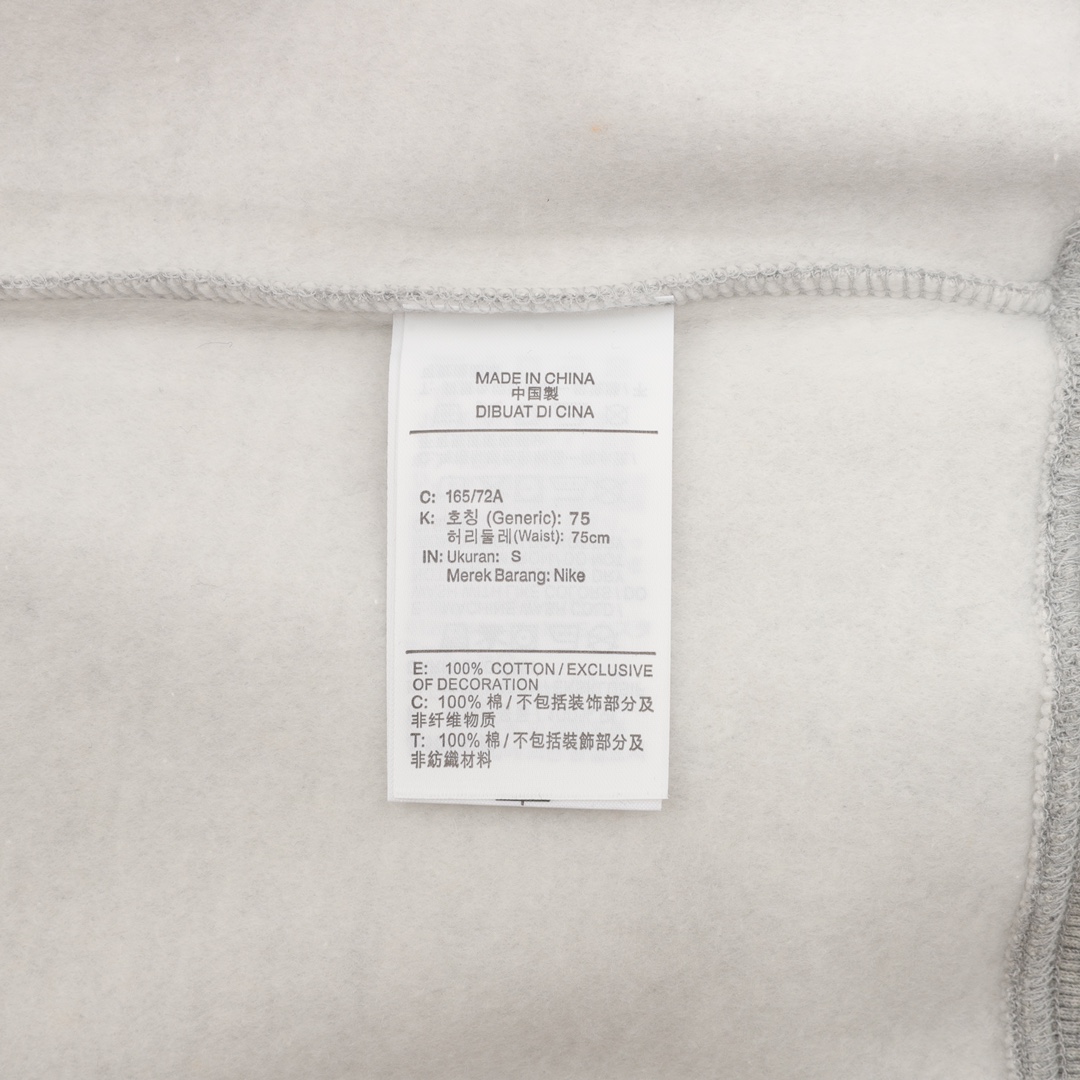 MADE IN CHINA
中国製
DIBUAT DI CINA
C: 165/72A
K: 호칭 (Generic): 75
허리둘레(Waist): 75cm
IN: Ukuran: S
Merek Barang: Nike
E: 100% COTTON / EXCLUSIVE
OF DECORATION
C: 100% 棉 / 不包括装饰部分及
非纤维物质
T: 100% 棉 / 不包括裝飾部分及
非紡織材料